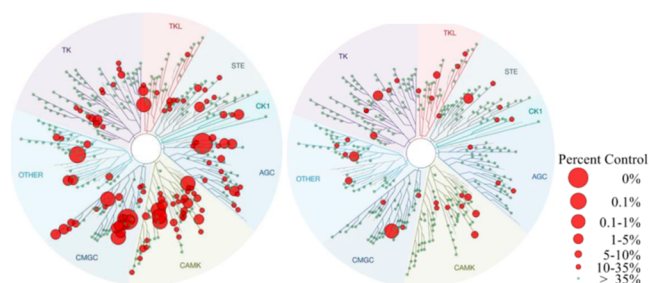 TKL
TK
STE
CK1
OTHER
AGC
CMGC
CAMK
TKL
TK
STE
CK1
OTHER
AGC
CMGC
CAMK
Percent Control
0%
0.1%
0.1-1%
1-5%
5-10%
10-35%
> 35%